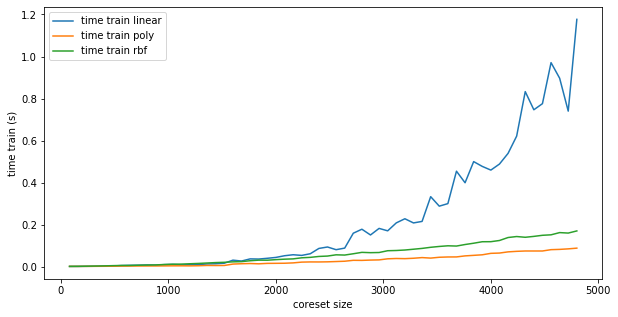 time train linear
time train poly
time train rbf
time train (s)
1.2
1.0
0.8
0.6
0.4
0.2
0.0
0 1000 2000 3000 4000 5000
coreset size